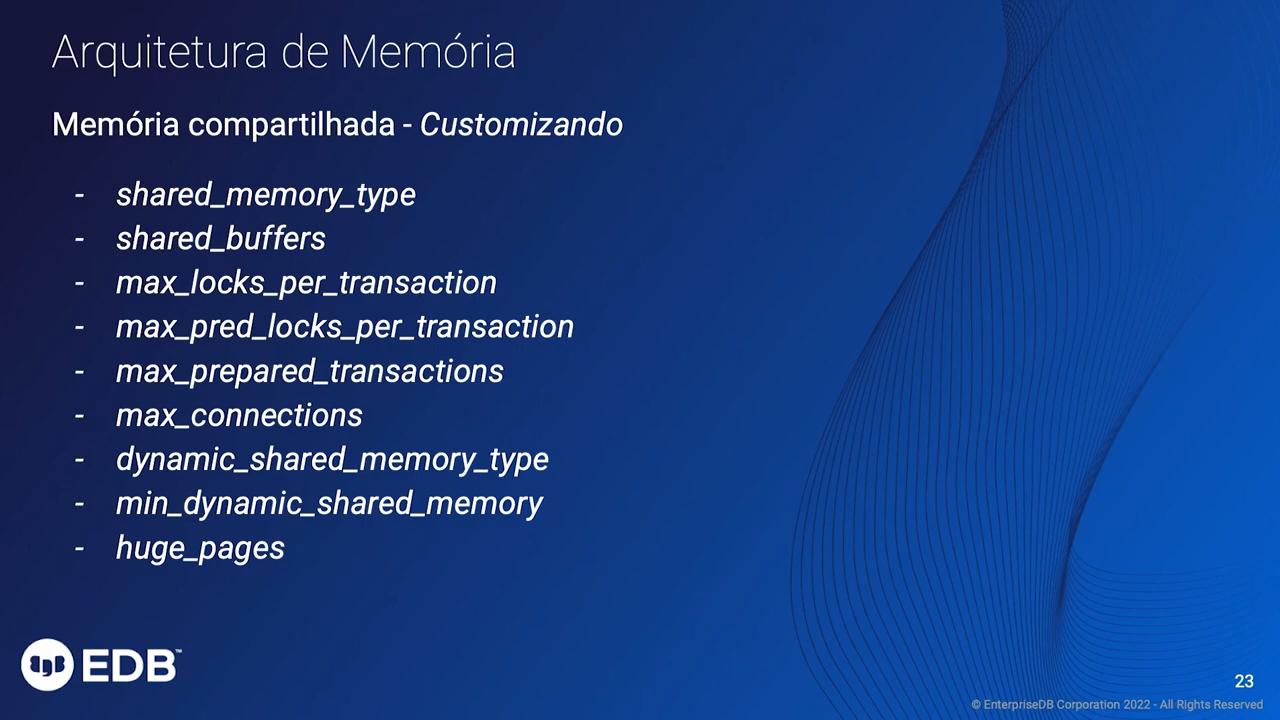 Arquitetura de Memória
Memória compartilhada - Customizando
- shared_memory_type
- shared_buffers
- max_locks_per_transaction
- max_pred_locks_per_transaction
- max_prepared_transactions
- max_connections
- dynamic_shared_memory_type
- min_dynamic_shared_memory
- huge_pages
EDB™
23
© EnterpriseDB Corporation 2022 - All Rights Reserved